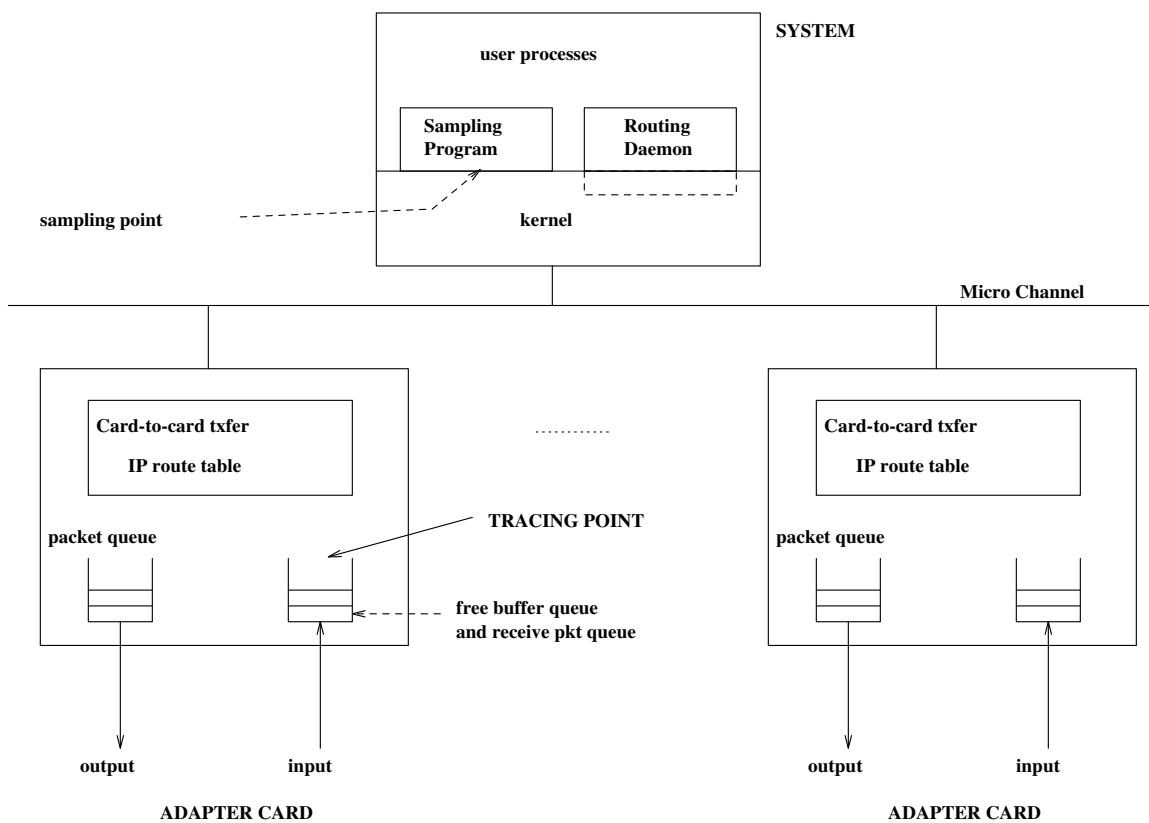 SYSTEM
user processes
Sampling
Program
Routing
Daemon
sampling point
kernel
Micro Channel
Card-to-card txfer
IP route table
Card-to-card txfer
IP route table
TRACING POINT
packet queue
packet queue
free buffer queue
and receive pkt queue
output
input
output
input
ADAPTER CARD
ADAPTER CARD